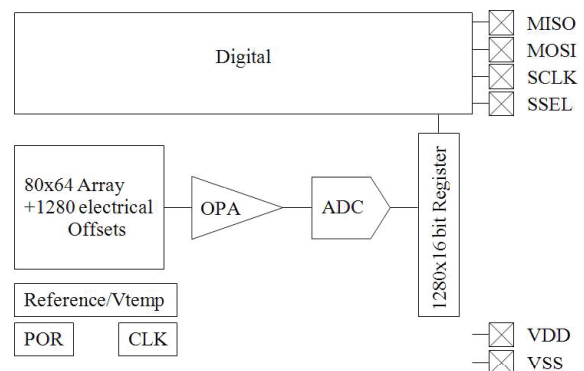 Digital
MISO
MOSI
SCLK
SSEL
80x64 Array
+1280 electrical
Offsets
OPA
ADC
1280x16 bit Register
Reference/Vtemp
POR
CLK
VDD
VSS